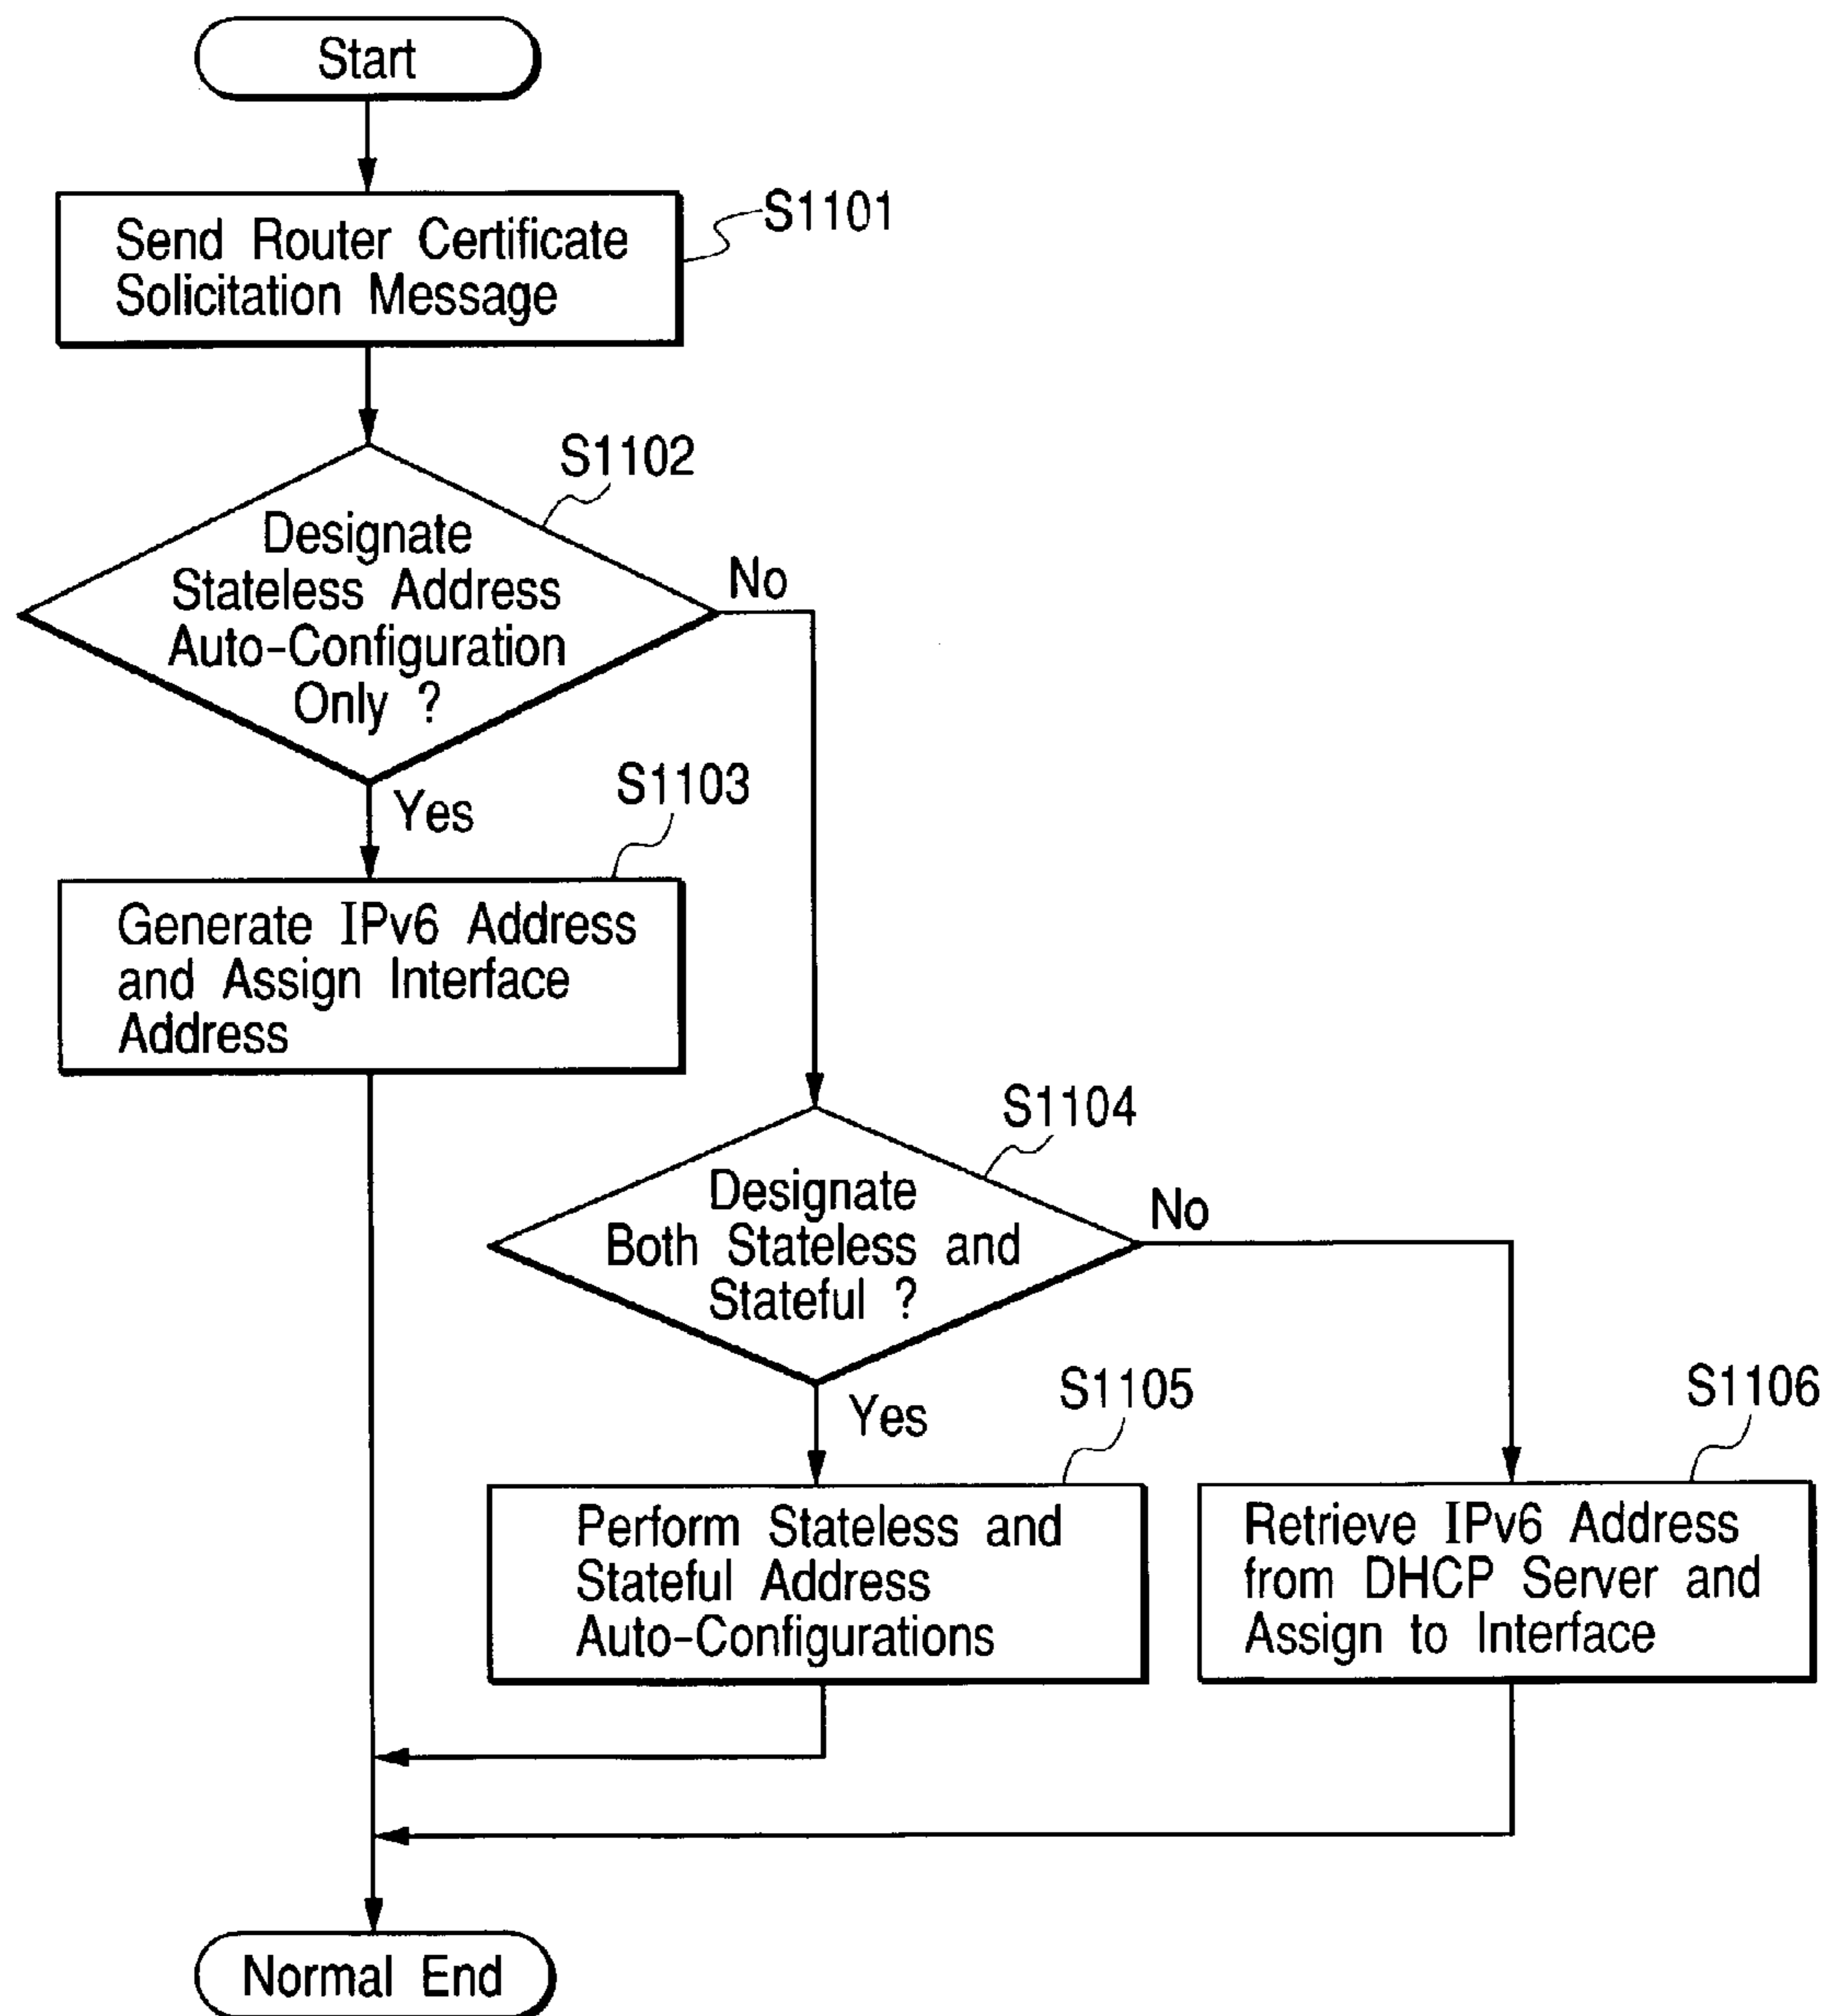 Start
Send Router Certificate
Solicitation Message
S1101
S1102
Designate
Stateless Address
Auto-Configuration
Only ?
No
Yes
S1103
Generate IPv6 Address
and Assign Interface
Address
S1104
Designate
Both Stateless and
Stateful ?
No
Yes
S1105
Perform Stateless and
Stateful Address
Auto-Configurations
S1106
Retrieve IPv6 Address
from DHCP Server and
Assign to Interface
Normal End